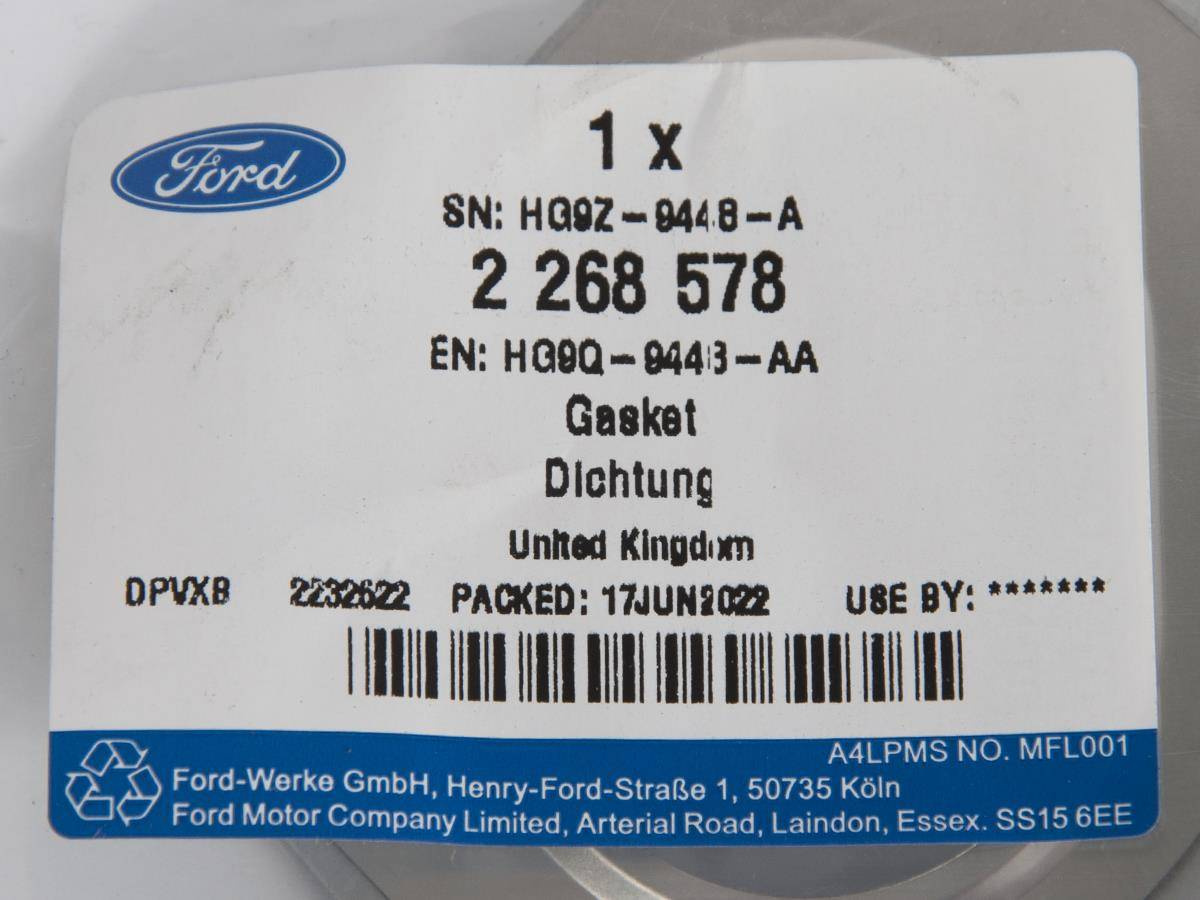 Ford
1 x
SN: HG9Z-9448-A
2 268 578
EN: HG9Q-9448-AA
Gasket
Dichtung
United Kingdom
DPVXB 2232622 PACKED: 17JUN2022 USE BY: *******
A4LPMS NO. MFL001
Ford-Werke GmbH, Henry-Ford-Straße 1, 50735 Köln
Ford Motor Company Limited, Arterial Road, Laindon, Essex. SS15 6EE